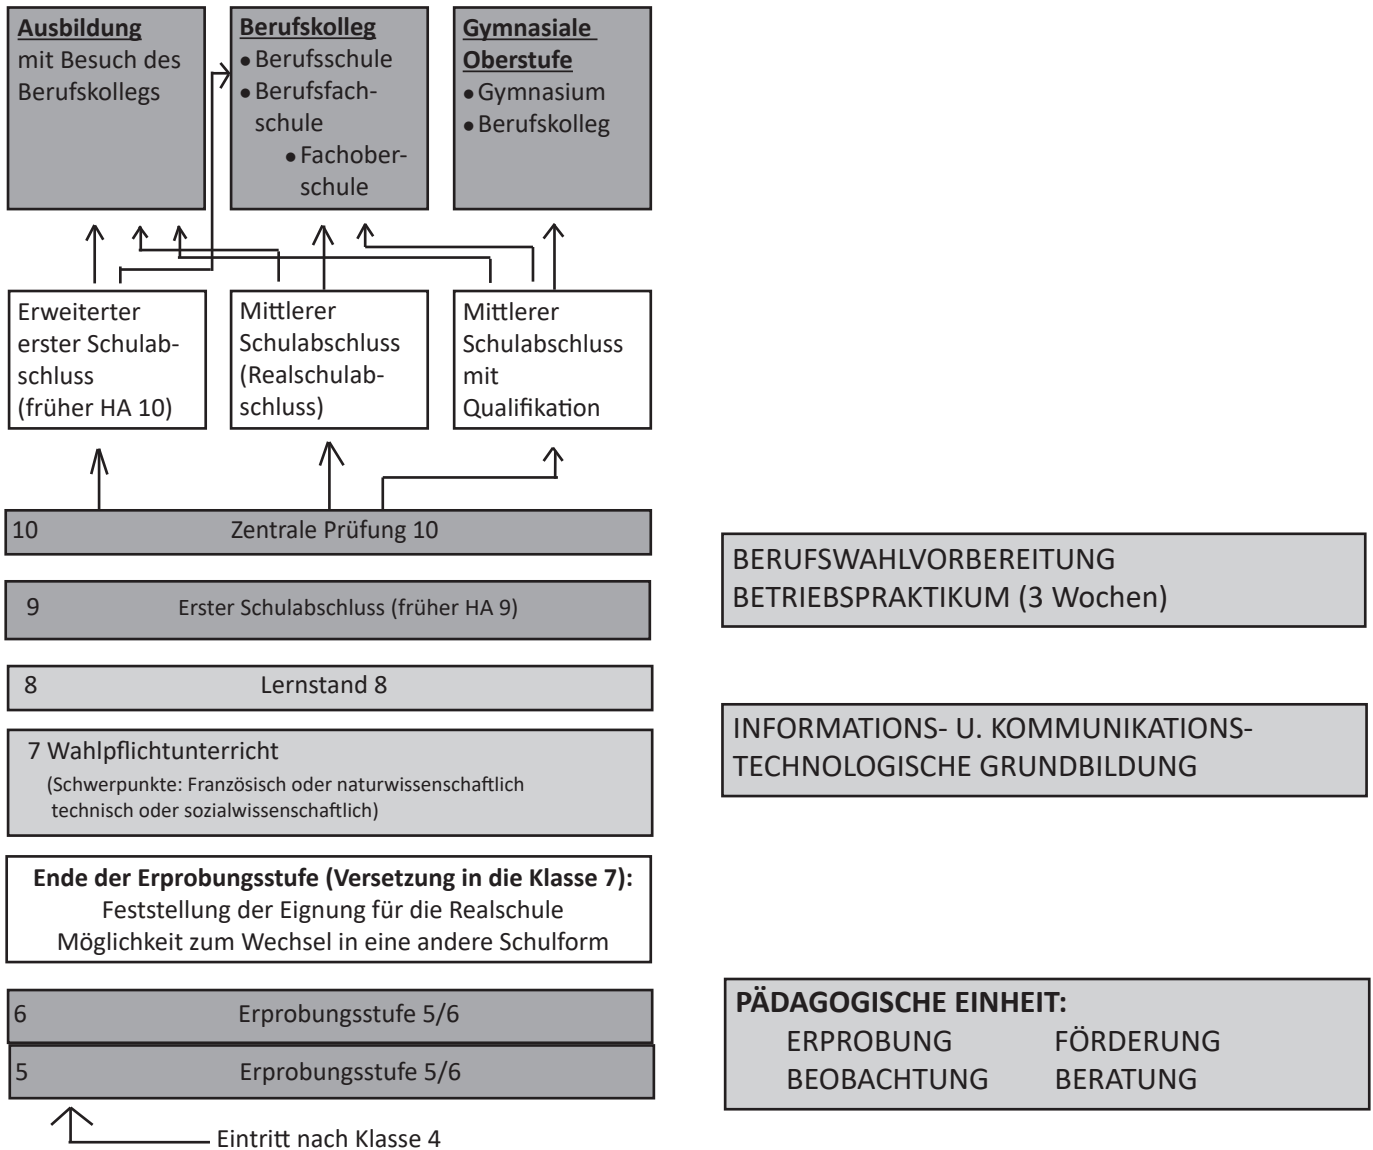 Ausbildung
mit Besuch des
Berufskollegs
Berufskolleg
• Berufsschule
• Berufsfach-
schule
• Fachober-
schule
Gymnasiale
Oberstufe
• Gymnasium
• Berufskolleg
Erweiterter
erster Schulab-
schluss
(früher HA 10)
Mittlerer
Schulabschluss
(Realschulab-
schluss)
Mittlerer
Schulabschluss
mit
Qualifikation
10 Zentrale Prüfung 10
9 Erster Schulabschluss (früher HA 9)
8 Lernstand 8
7 Wahlpflichtunterricht
(Schwerpunkte: Französisch oder naturwissenschaftlich
technisch oder sozialwissenschaftlich)
Ende der Erprobungsstufe (Versetzung in die Klasse 7):
Feststellung der Eignung für die Realschule
Möglichkeit zum Wechsel in eine andere Schulform
6 Erprobungsstufe 5/6
5 Erprobungsstufe 5/6
Eintritt nach Klasse 4
BERUFSWAHLVORBEREITUNG
BETRIEBSPRAKTIKUM (3 Wochen)
INFORMATIONS- U. KOMMUNIKATIONS-
TECHNOLOGISCHE GRUNDBILDUNG
PÄDAGOGISCHE EINHEIT:
ERPROBUNG FÖRDERUNG
BEOBACHTUNG BERATUNG